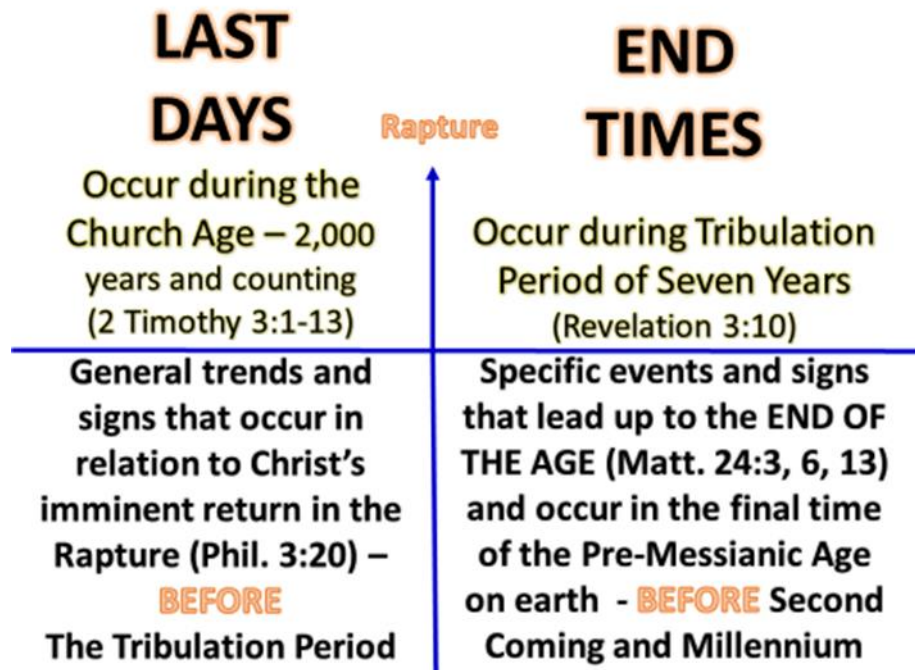 LAST
DAYS
Occur during the
Church Age – 2,000
years and counting
(2 Timothy 3:1-13)
Rapture
END
TIMES
Occur during Tribulation
Period of Seven Years
(Revelation 3:10)
General trends and
signs that occur in
relation to Christ’s
imminent return in the
Rapture (Phil. 3:20) –
BEFORE
The Tribulation Period
Specific events and signs
that lead up to the END OF
THE AGE (Matt. 24:3, 6, 13)
and occur in the final time
of the Pre-Messianic Age
on earth - BEFORE Second
Coming and Millennium